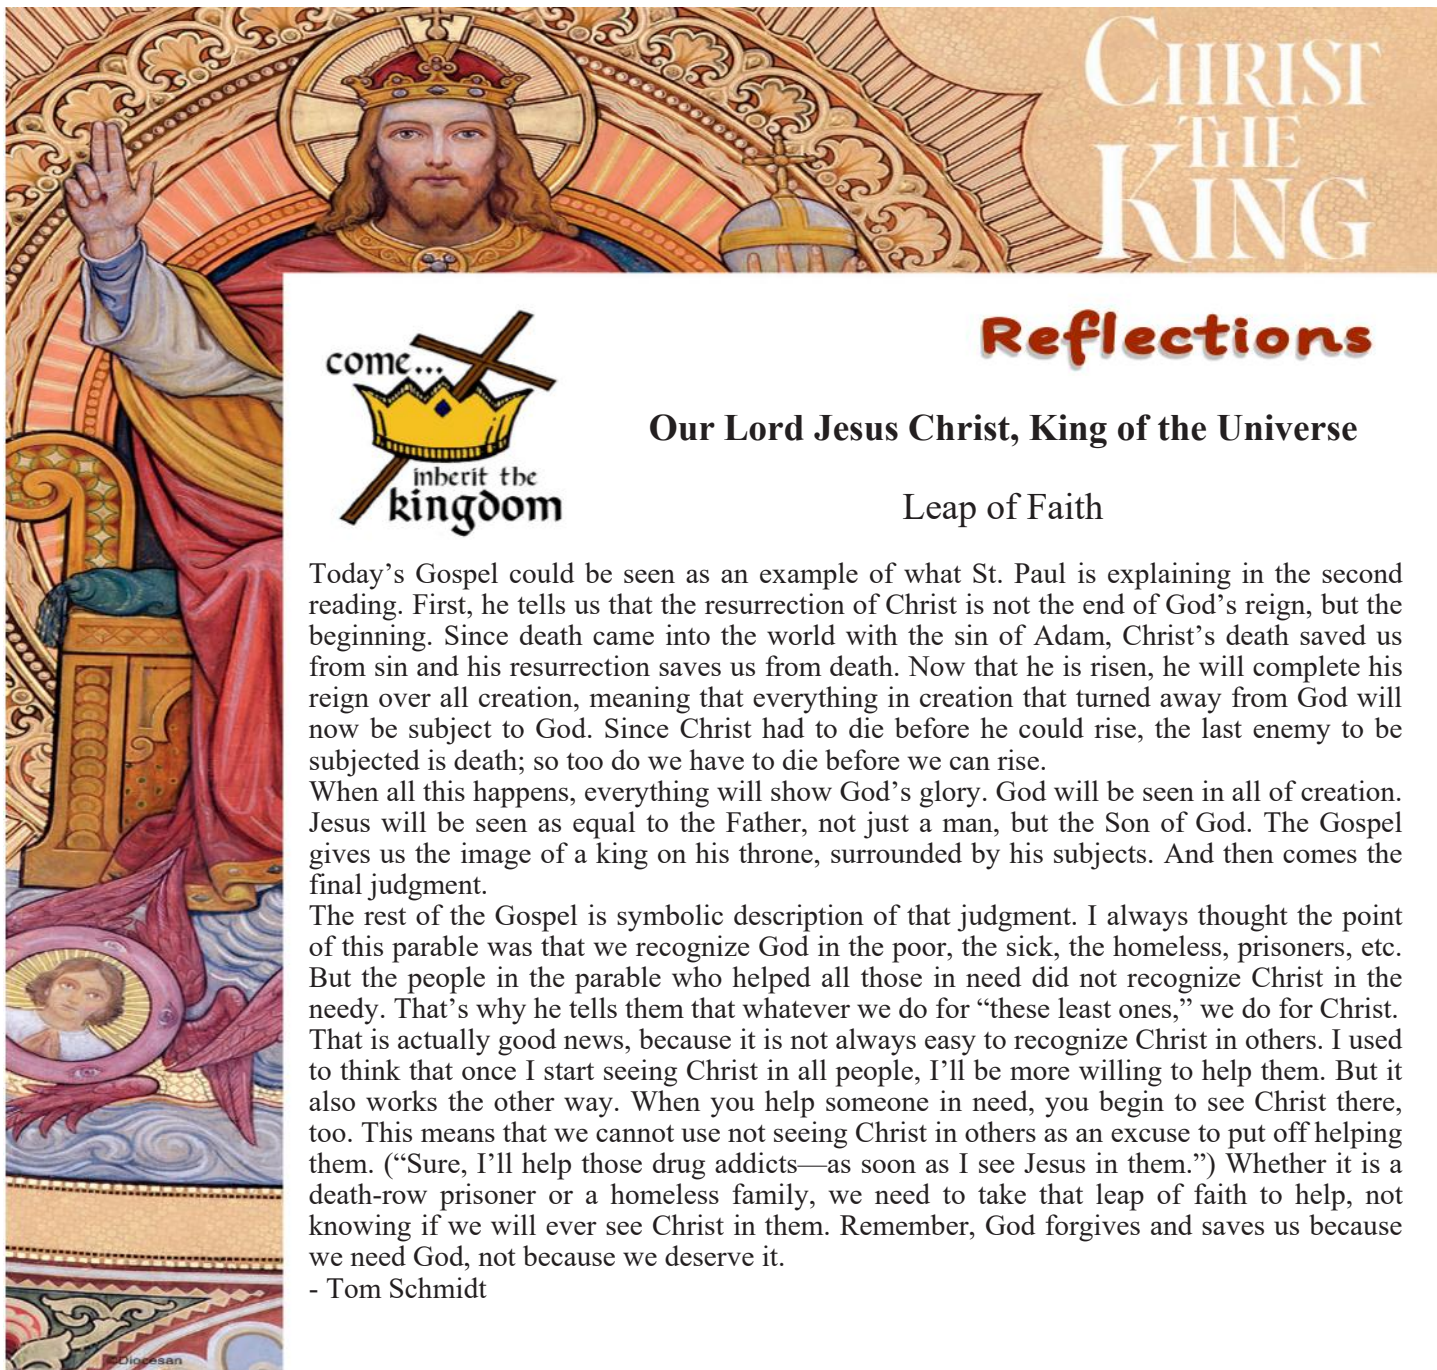 CHRIST
THE
KING
Reflections
come...
inherit the
kingdom
Our Lord Jesus Christ, King of the Universe
Leap of Faith
Today’s Gospel could be seen as an example of what St. Paul is explaining in the second
reading. First, he tells us that the resurrection of Christ is not the end of God’s reign, but the
beginning. Since death came into the world with the sin of Adam, Christ’s death saved us
from sin and his resurrection saves us from death. Now that he is risen, he will complete his
reign over all creation, meaning that everything in creation that turned away from God will
now be subject to God. Since Christ had to die before he could rise, the last enemy to be
subjected is death; so too do we have to die before we can rise.
When all this happens, everything will show God’s glory. God will be seen in all of creation.
Jesus will be seen as equal to the Father, not just a man, but the Son of God. The Gospel
gives us the image of a king on his throne, surrounded by his subjects. And then comes the
final judgment.
The rest of the Gospel is symbolic description of that judgment. I always thought the point
of this parable was that we recognize God in the poor, the sick, the homeless, prisoners, etc.
But the people in the parable who helped all those in need did not recognize Christ in the
needy. That’s why he tells them that whatever we do for “these least ones,” we do for Christ.
That is actually good news, because it is not always easy to recognize Christ in others. I used
to think that once I start seeing Christ in all people, I’ll be more willing to help them. But it
also works the other way. When you help someone in need, you begin to see Christ there,
too. This means that we cannot use not seeing Christ in others as an excuse to put off helping
them. (“Sure, I’ll help those drug addicts—as soon as I see Jesus in them.”) Whether it is a
death-row prisoner or a homeless family, we need to take that leap of faith to help, not
knowing if we will ever see Christ in them. Remember, God forgives and saves us because
we need God, not because we deserve it.
- Tom Schmidt
©Diocesan